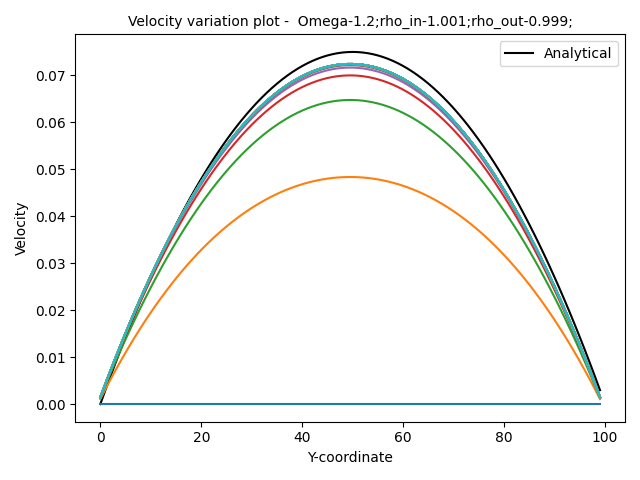 Velocity variation plot -  Omega-1.2;rho_in-1.001;rho_out-0.999;
Analytical
0.07
0.06
0.05
0.04
0.03
0.02
0.01
0.00
Velocity
0 20 40 60 80 100
Y-coordinate